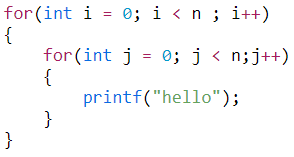 for(int i = 0; i < n ; i++)
{
    for(int j = 0; j < n;j++)
    {
        printf("hello");
    }
}